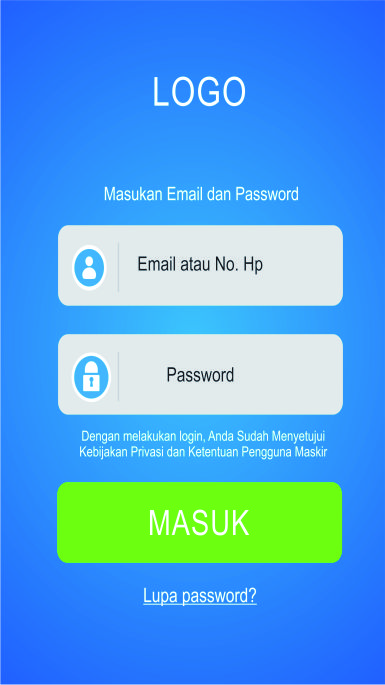 LOGO
Masukan Email dan Password
Email atau No. Hp
Password
Dengan melakukan login, Anda Sudah Menyetujui
Kebijakan Privasi dan Ketentuan Pengguna Maskir
MASUK
Lupa password?